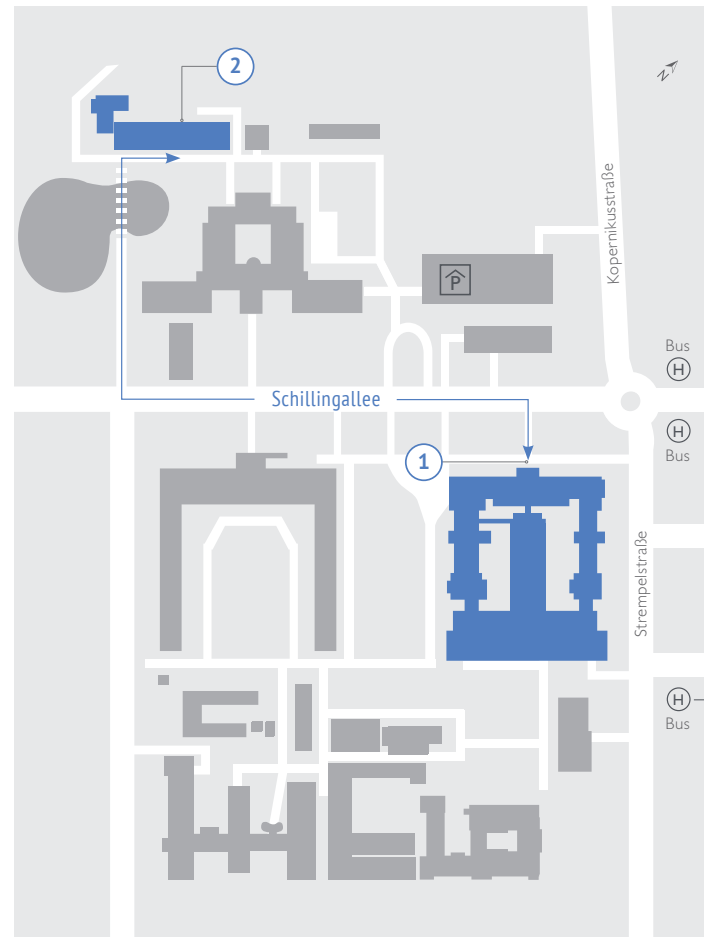 2
N
Kopernikusstraße
P
Bus
H
Schillingallee
H
Bus
1
Strempelstraße
H
Bus